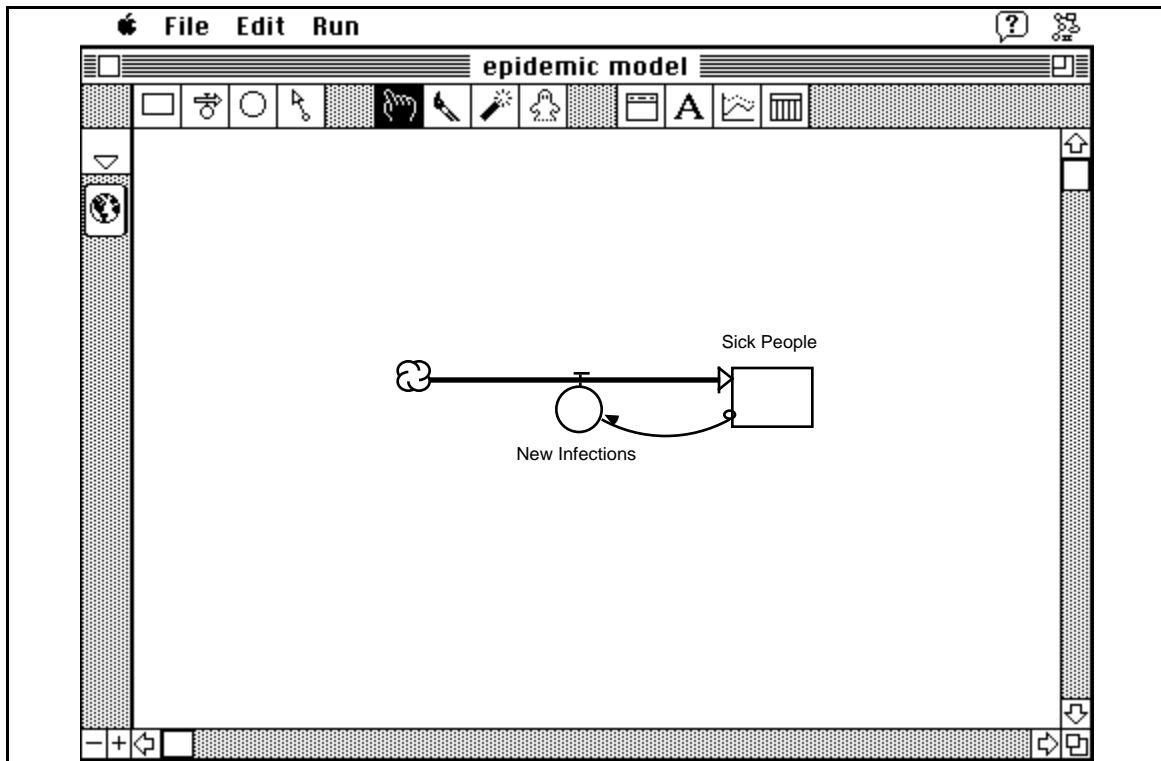 File Edit Run
?
epidemic model
A
Sick People
New Infections
− +